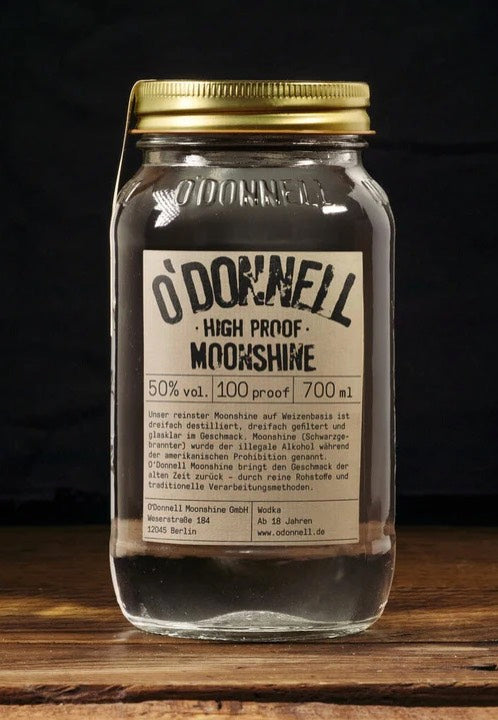 O'DONNELL
O'DONNELL
· HIGH PROOF ·
MOONSHINE
50% vol. 100 proof 700 ml
Unser reinster Moonshine auf Weizenbasis ist
dreifach destilliert, dreifach gefiltert und
glasklar im Geschmack. Moonshine (Schwarzge-
brannter) wurde der illegale Alkohol während
der amerikanischen Prohibition genannt.
O'Donnell Moonshine bringt den Geschmack der
alten Zeit zurück – durch reine Rohstoffe und
traditionelle Verarbeitungsmethoden.
O'Donnell Moonshine GmbH
Weserstraße 184
12045 Berlin
Wodka
Ab 18 Jahren
www.odonnell.de